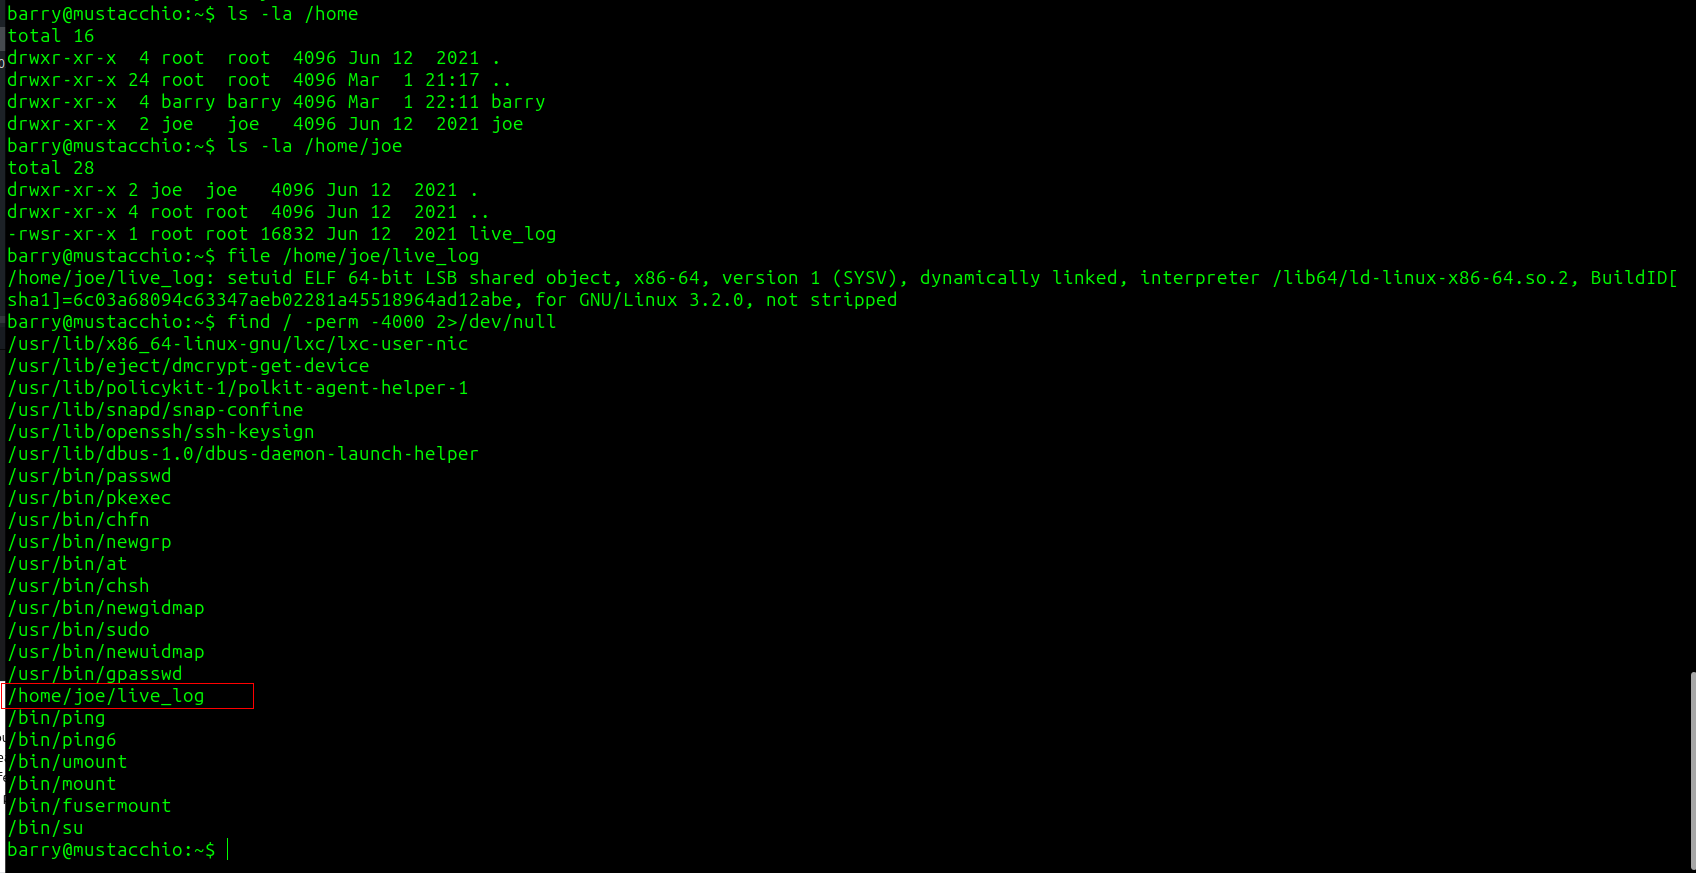 barry@mustacchio:~$ ls -la /home
total 16
drwxr-xr-x  4 root  root  4096 Jun 12  2021 .
drwxr-xr-x 24 root  root  4096 Mar  1 21:17 ..
drwxr-xr-x  4 barry barry 4096 Mar  1 22:11 barry
drwxr-xr-x  2 joe   joe   4096 Jun 12  2021 joe
barry@mustacchio:~$ ls -la /home/joe
total 28
drwxr-xr-x 2 joe  joe   4096 Jun 12  2021 .
drwxr-xr-x 4 root root  4096 Jun 12  2021 ..
-rwsr-xr-x 1 root root 16832 Jun 12  2021 live_log
barry@mustacchio:~$ file /home/joe/live_log
/home/joe/live_log: setuid ELF 64-bit LSB shared object, x86-64, version 1 (SYSV), dynamically linked, interpreter /lib64/ld-linux-x86-64.so.2, BuildID[
sha1]=6c03a68094c63347aeb02281a45518964ad12abe, for GNU/Linux 3.2.0, not stripped
barry@mustacchio:~$ find / -perm -4000 2>/dev/null
/usr/lib/x86_64-linux-gnu/lxc/lxc-user-nic
/usr/lib/eject/dmcrypt-get-device
/usr/lib/policykit-1/polkit-agent-helper-1
/usr/lib/snapd/snap-confine
/usr/lib/openssh/ssh-keysign
/usr/lib/dbus-1.0/dbus-daemon-launch-helper
/usr/bin/passwd
/usr/bin/pkexec
/usr/bin/chfn
/usr/bin/newgrp
/usr/bin/at
/usr/bin/chsh
/usr/bin/newgidmap
/usr/bin/sudo
/usr/bin/newuidmap
/usr/bin/gpasswd
/home/joe/live_log
/bin/ping
/bin/ping6
/bin/umount
/bin/mount
/bin/fusermount
/bin/su
barry@mustacchio:~$